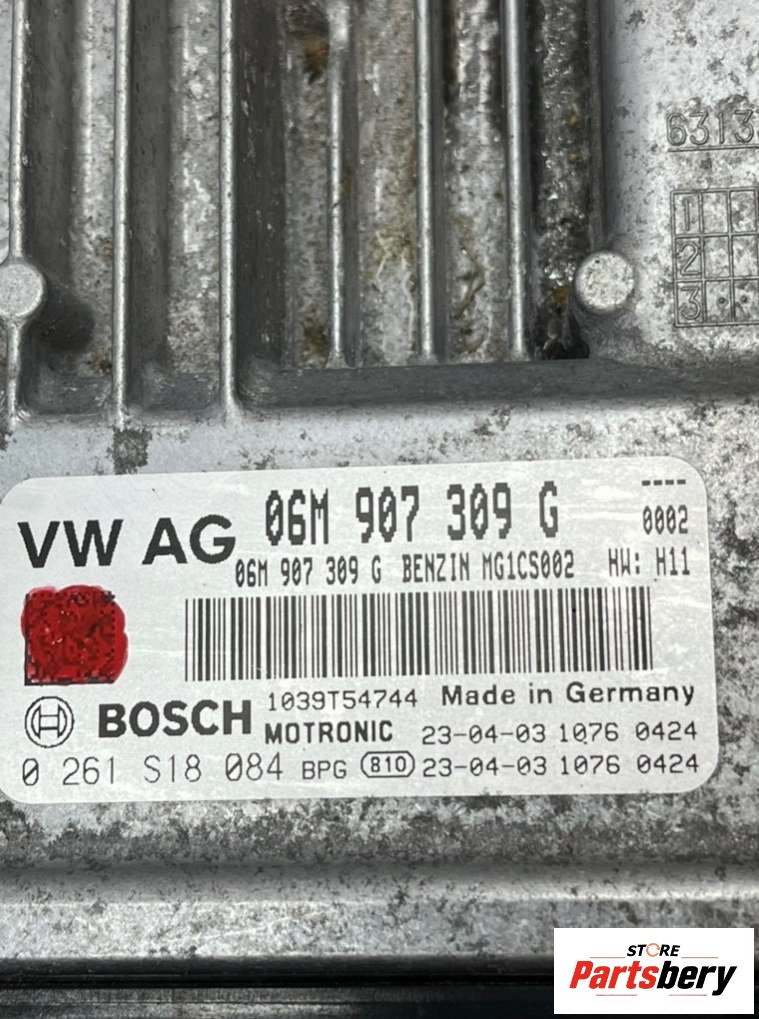 6313
1
2
3
VW AG 06M 907 309 G ----
0002
06M 907 309 G BENZIN MG1CS002 HW: H11
BOSCH 1039T54744 Made in Germany
MOTRONIC 23-04-03 1076 0424
0 261 S18 084 BPG 810 23-04-03 1076 0424
STORE
Partsbery